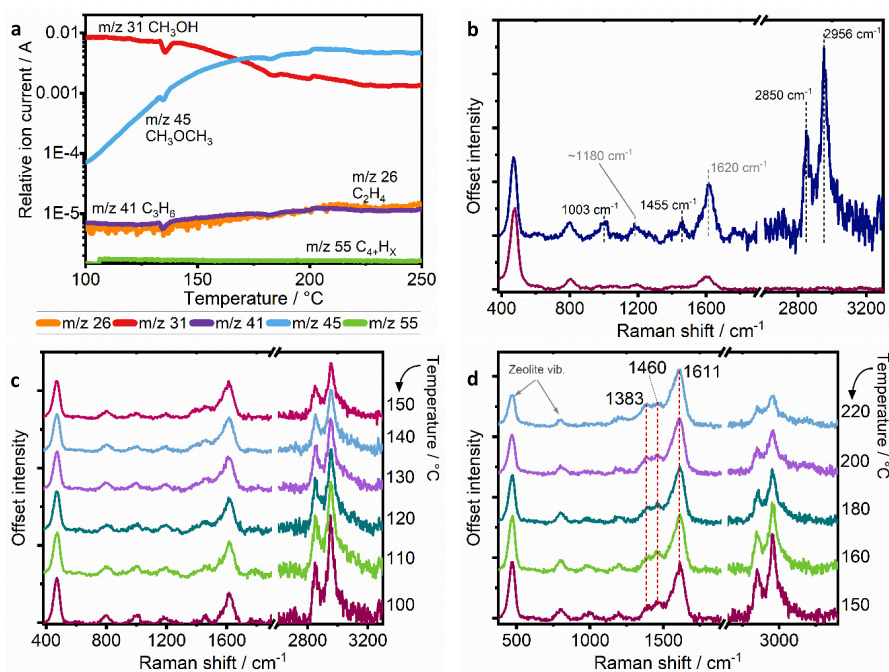 a
m/z 31 CH₃OH
0.01
0.001
1E-4
1E-5
m/z 45
CH₃OCH₃
m/z 26
C₂H₄
m/z 41 C₃H₆
m/z 55 C₄₊Hₓ
Relative ion current / A
100 150 200 250
Temperature / °C
m/z 26 m/z 31 m/z 41 m/z 45 m/z 55
b
2956 cm⁻¹
2850 cm⁻¹
~1180 cm⁻¹
1620 cm⁻¹
1003 cm⁻¹
1455 cm⁻¹
Offset intensity
400 800 1200 1600 2800 3200
Raman shift / cm⁻¹
c
Temperature / °C
150
140
130
120
110
100
Offset intensity
400 800 1200 1600 2800 3200
Raman shift / cm⁻¹
d
Zeolite vib.
1460
1611
1383
Temperature / °C
220
200
180
160
150
Offset intensity
500 1000 1500 3000
Raman shift / cm⁻¹